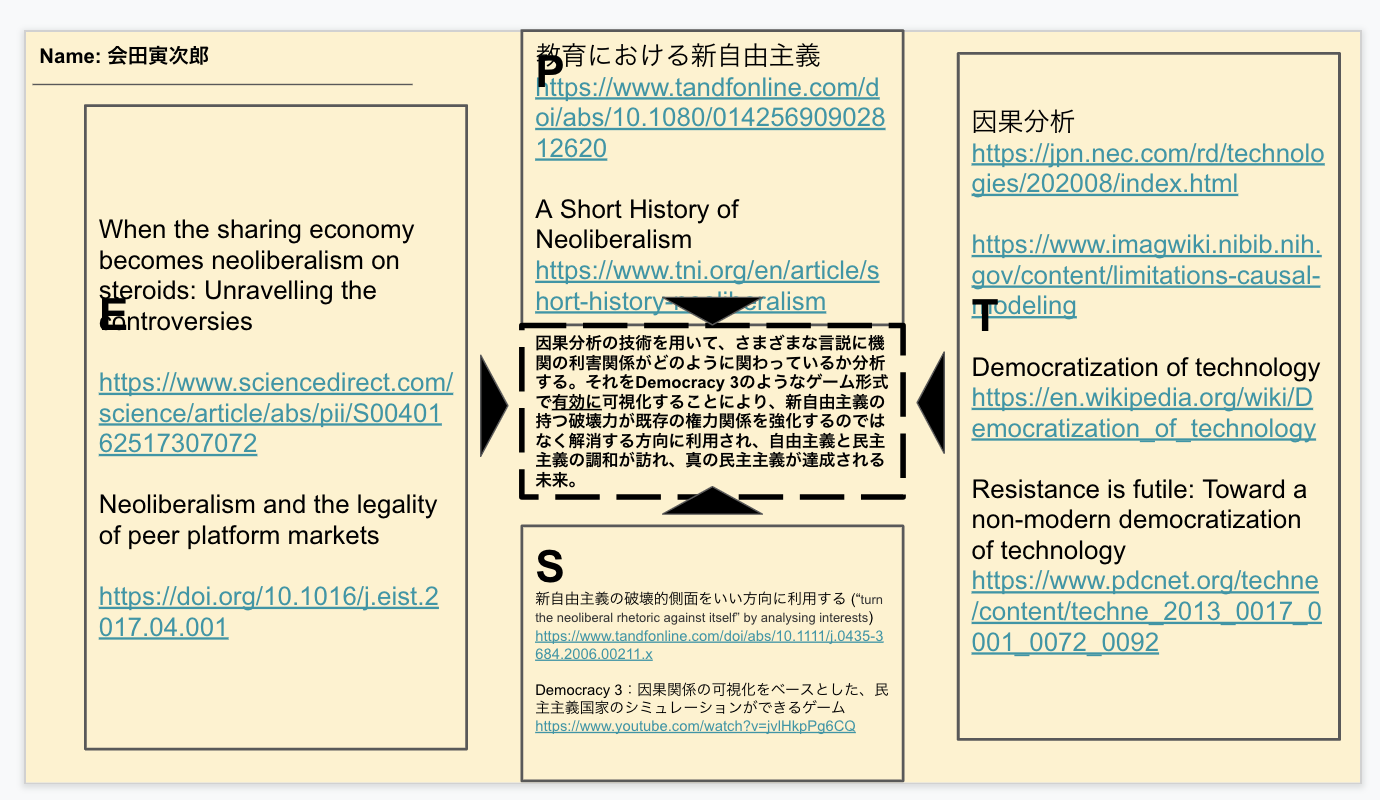 Name: 会田寅次郎
When the sharing economy
becomes neoliberalism on
steroids: Unravelling the
controversies
E
https://www.sciencedirect.com/
science/article/abs/pii/S00401
62517307072
Neoliberalism and the legality
of peer platform markets
https://doi.org/10.1016/j.eist.2
017.04.001
教育における新自由主義
P
https://www.tandfonline.com/d
oi/abs/10.1080/014256909028
12620
A Short History of
Neoliberalism
https://www.tni.org/en/article/s
hort-history-neoliberalism
因果分析の技術を用いて、さまざまな言説に機
関の利害関係がどのように関わっているか分析
する。それをDemocracy 3のようなゲーム形式
で有効に可視化することにより、新自由主義の
持つ破壊力が既存の権力関係を強化するのでは
なく解消する方向に利用され、自由主義と民主
主義の調和が訪れ、真の民主主義が達成される
未来。
S
新自由主義の破壊的側面をいい方向に利用する (“turn
the neoliberal rhetoric against itself” by analysing interests)
https://www.tandfonline.com/doi/abs/10.1111/j.0435-3
684.2006.00211.x
Democracy 3：因果関係の可視化をベースとした、民
主主義国家のシミュレーションができるゲーム
https://www.youtube.com/watch?v=jvlHkpPg6CQ
因果分析
https://jpn.nec.com/rd/technolo
gies/202008/index.html
https://www.imagwiki.nibib.nih.
gov/content/limitations-causal-
modeling
T
Democratization of technology
https://en.wikipedia.org/wiki/D
emocratization_of_technology
Resistance is futile: Toward a
non-modern democratization
of technology
https://www.pdcnet.org/techne
/content/techne_2013_0017_0
001_0072_0092